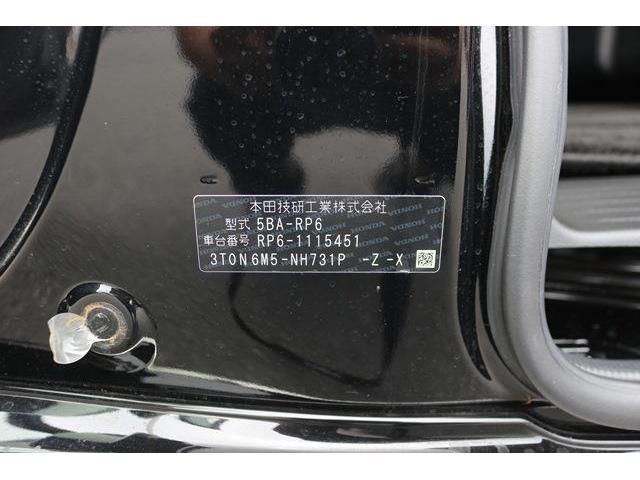 本田技研工業株式会社
型式 5BA-RP6
車台番号 RP6-1115451
3T0N6M5-NH731P -Z -X